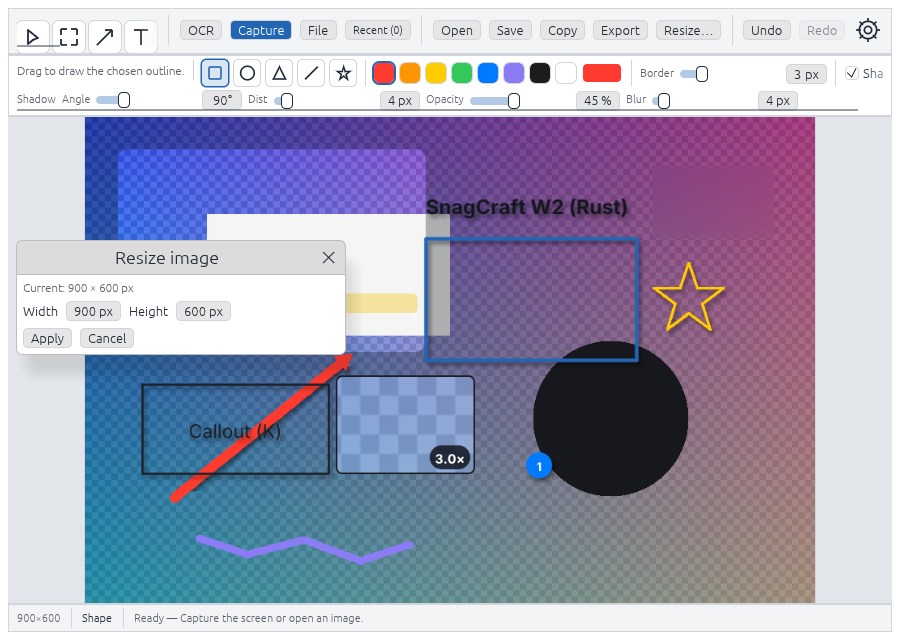 OCR Capture File Recent (0) Open Save Copy Export Resize… Undo Redo
Drag to draw the chosen outline. Border 3 px Sha
Shadow Angle 90° Dist 4 px Opacity 45 % Blur 4 px
SnagCraft W2 (Rust)
Resize image
Current: 900 × 600 px
Width 900 px Height 600 px
Apply Cancel
Callout (K)
3.0×
1
900×600 Shape Ready — Capture the screen or open an image.